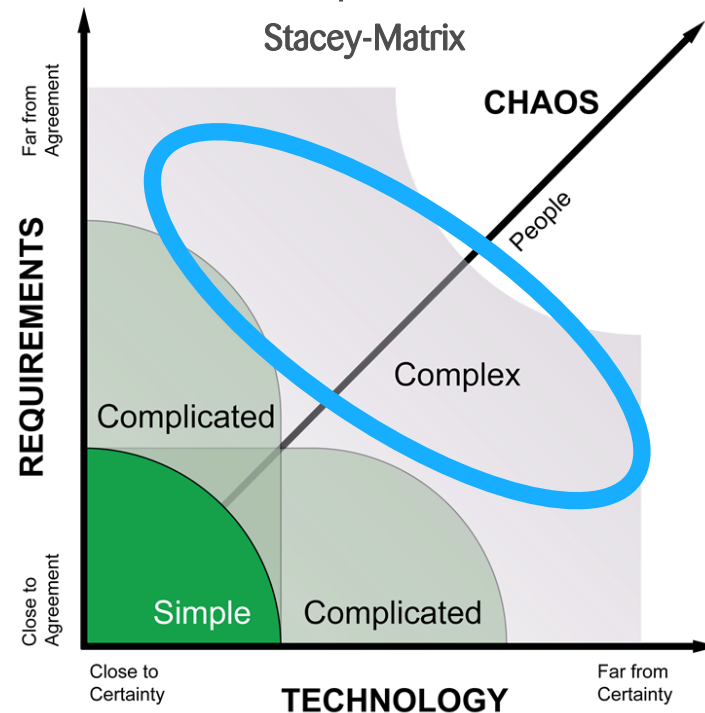 Stacey-Matrix
CHAOS
People
Far from
Agreement
REQUIREMENTS
Complex
Complicated
Close to
Agreement
Simple
Complicated
Close to
Certainty
TECHNOLOGY
Far from
Certainty